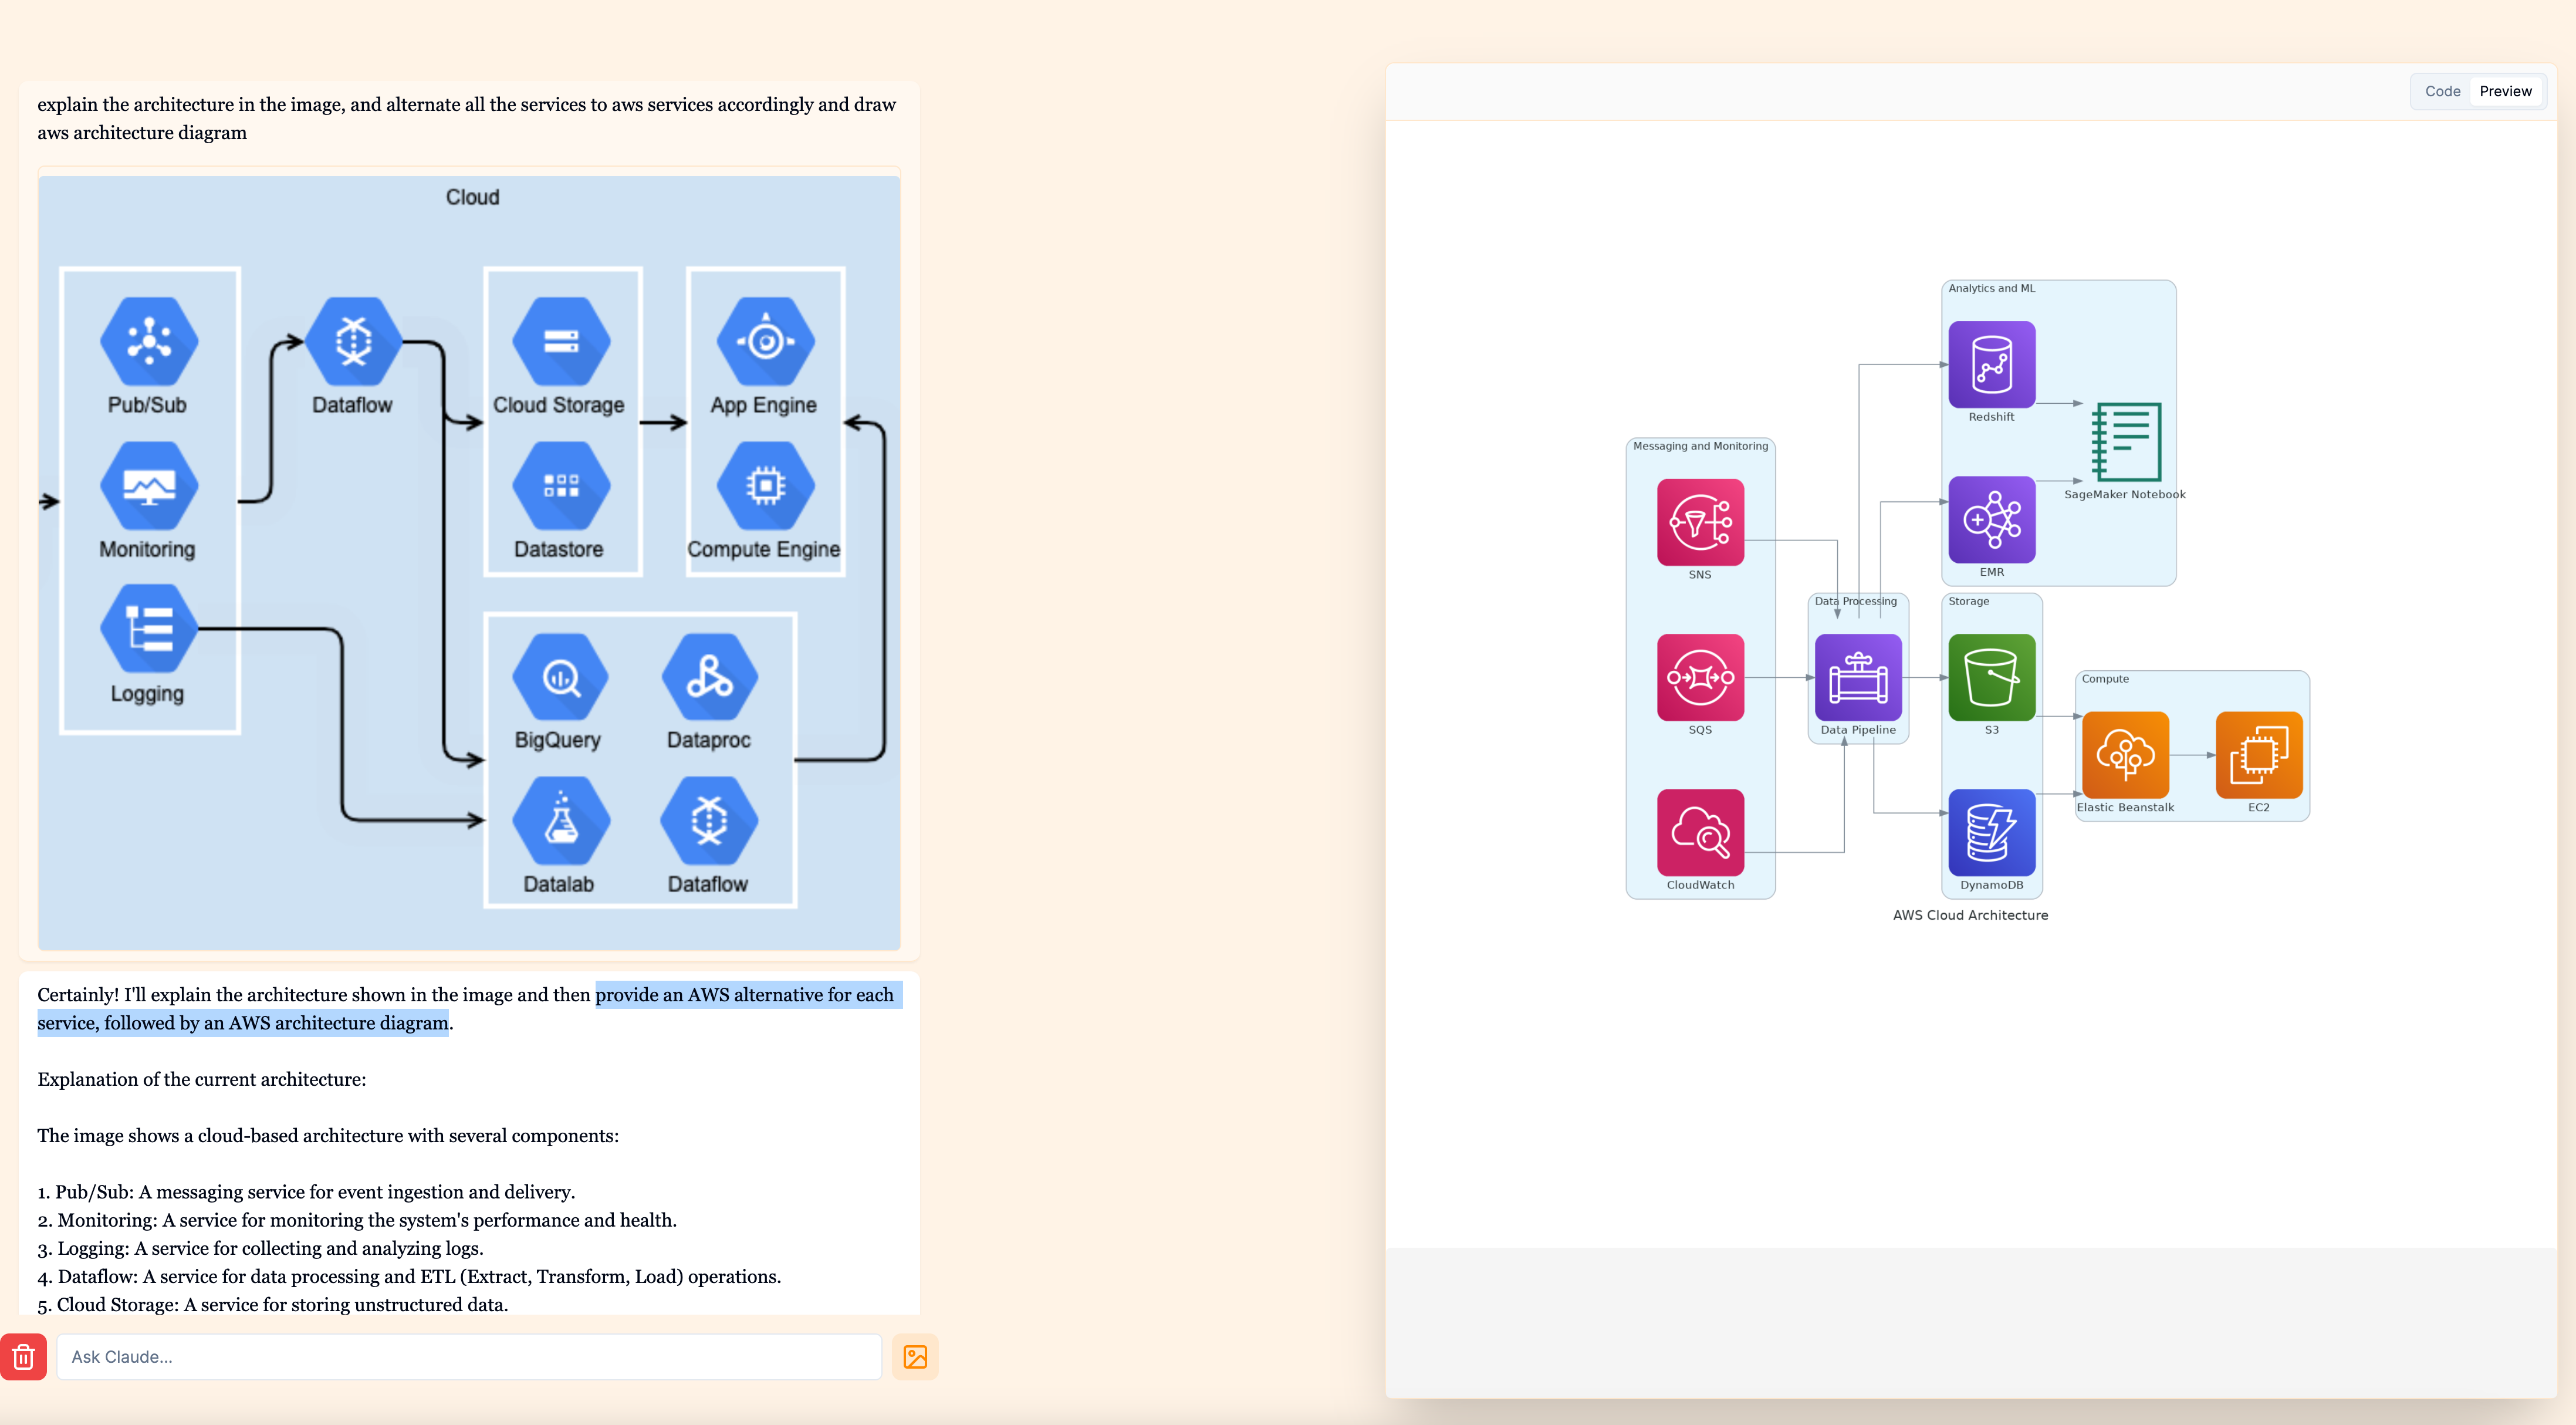 explain the architecture in the image, and alternate all the services to aws services accordingly and draw
aws architecture diagram
Cloud
Pub/Sub
Dataflow
Cloud Storage
App Engine
Monitoring
Datastore
Compute Engine
Logging
BigQuery
Dataproc
Datalab
Dataflow
Certainly! I'll explain the architecture shown in the image and then provide an AWS alternative for each
service, followed by an AWS architecture diagram.
Explanation of the current architecture:
The image shows a cloud-based architecture with several components:
1. Pub/Sub: A messaging service for event ingestion and delivery.
2. Monitoring: A service for monitoring the system's performance and health.
3. Logging: A service for collecting and analyzing logs.
4. Dataflow: A service for data processing and ETL (Extract, Transform, Load) operations.
5. Cloud Storage: A service for storing unstructured data.
Ask Claude...
Code
Preview
Analytics and ML
Redshift
SageMaker Notebook
EMR
Messaging and Monitoring
SNS
SQS
CloudWatch
Data Processing
Data Pipeline
Storage
S3
DynamoDB
Compute
Elastic Beanstalk
EC2
AWS Cloud Architecture